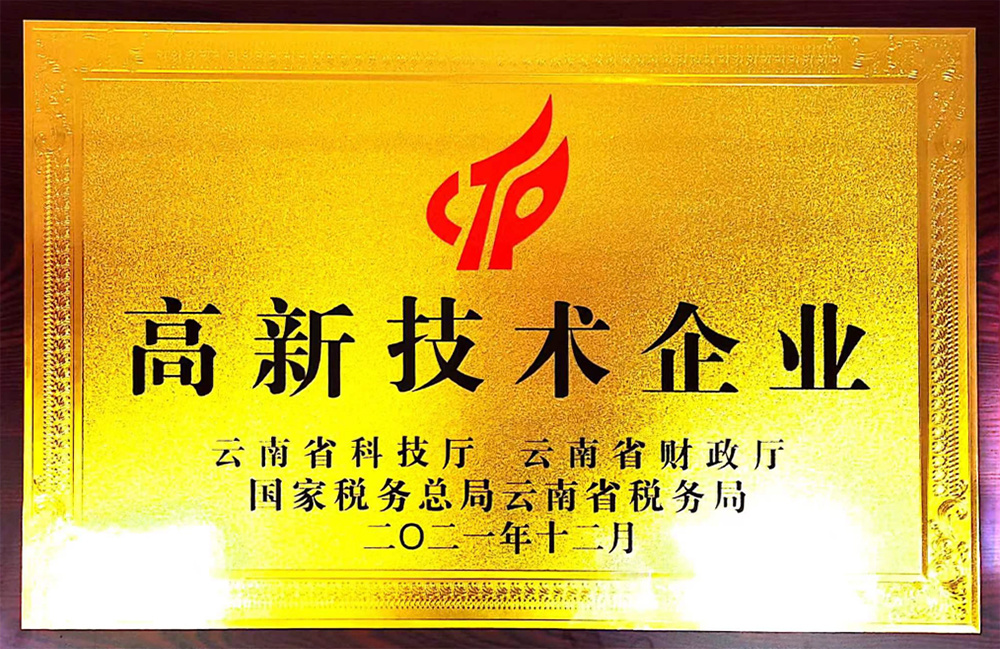 高新技术企业
云南省科技厅 云南省财政厅
国家税务总局云南省税务局
二〇二一年十二月